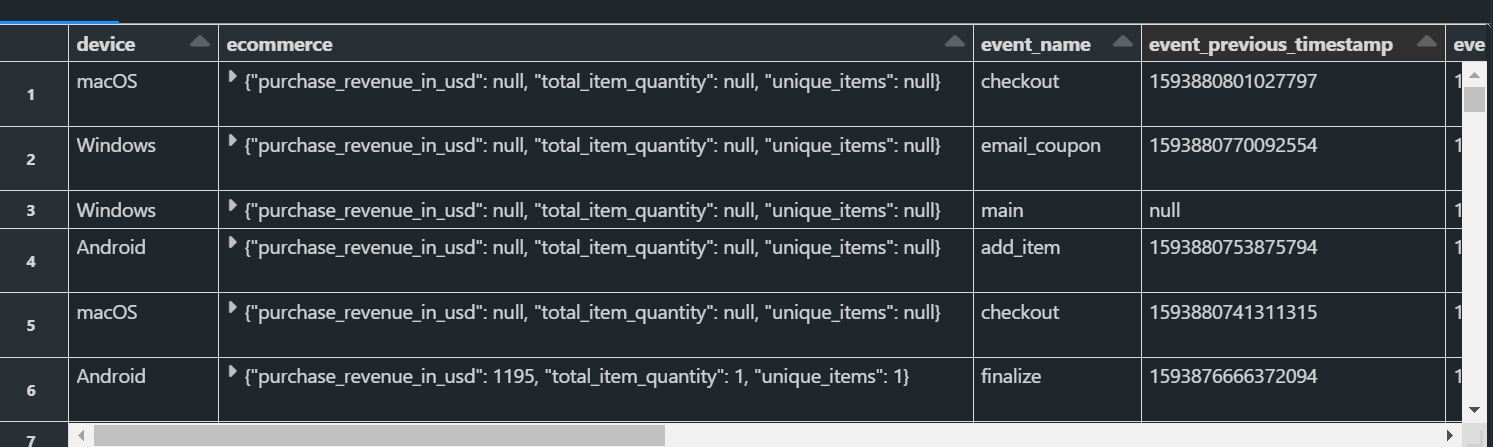 device ecommerce event_name event_previous_timestamp eve
1 macOS {"purchase_revenue_in_usd": null, "total_item_quantity": null, "unique_items": null} checkout 1593880801027797 1
2 Windows {"purchase_revenue_in_usd": null, "total_item_quantity": null, "unique_items": null} email_coupon 1593880770092554 1
3 Windows {"purchase_revenue_in_usd": null, "total_item_quantity": null, "unique_items": null} main null 1
4 Android {"purchase_revenue_in_usd": null, "total_item_quantity": null, "unique_items": null} add_item 1593880753875794 1
5 macOS {"purchase_revenue_in_usd": null, "total_item_quantity": null, "unique_items": null} checkout 1593880741311315 1
6 Android {"purchase_revenue_in_usd": 1195, "total_item_quantity": 1, "unique_items": 1} finalize 1593876666372094 1
7